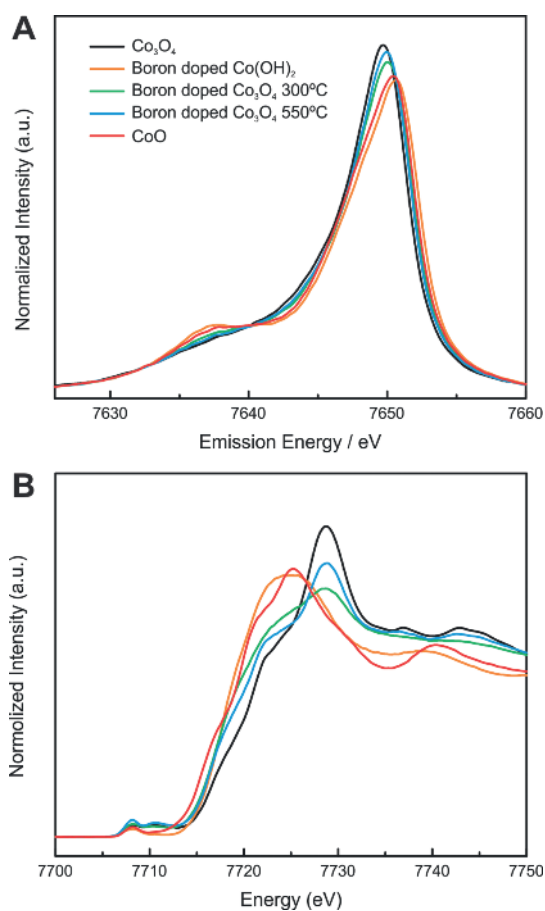 A
Co₃O₄
Boron doped Co(OH)₂
Boron doped Co₃O₄ 300ºC
Boron doped Co₃O₄ 550ºC
CoO
Normalized Intensity (a.u.)
7630 7640 7650 7660
Emission Energy / eV
B
Normolized Intensity (a.u.)
7700 7710 7720 7730 7740 7750
Energy (eV)